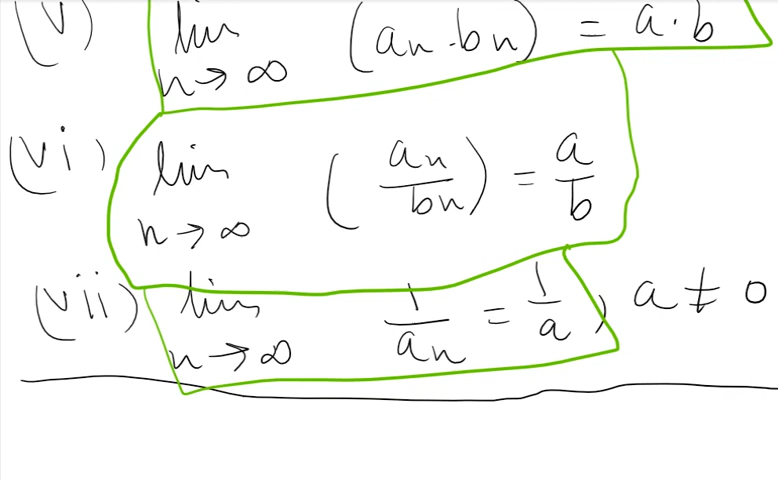 (v) lim n→∞ (an·bn) = a·b
(vi) lim n→∞ (an/bn) = a/b
(vii) lim n→∞ 1/an = 1/a, a ≠ 0